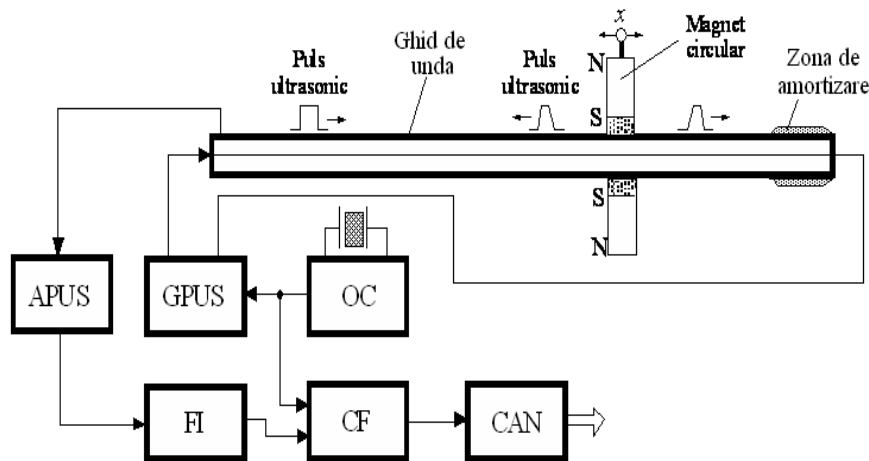 x
Magnet
circular
Ghid de
unda
Zona de
amortizare
Puls
ultrasonic
Puls
ultrasonic
N
S
S
N
APUS
GPUS
OC
FI
CF
CAN